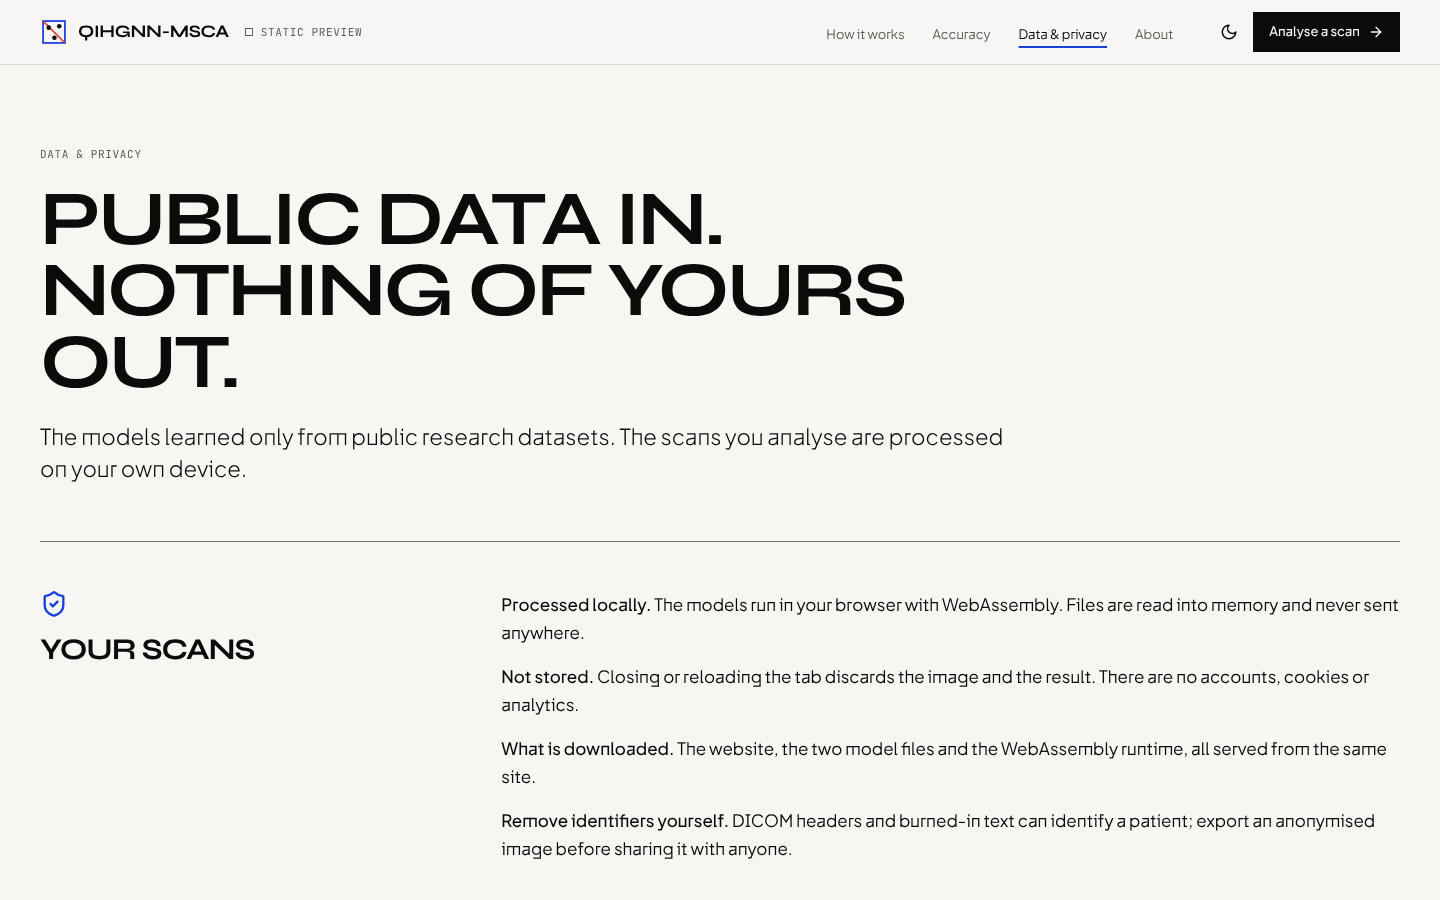 QIHGNN-MSCA
STATIC PREVIEW
How it works
Accuracy
Data & privacy
About
Analyse a scan
DATA & PRIVACY
PUBLIC DATA IN.
NOTHING OF YOURS
OUT.
The models learned only from public research datasets. The scans you analyse are processed
on your own device.
YOUR SCANS
Processed locally. The models run in your browser with WebAssembly. Files are read into memory and never sent
anywhere.
Not stored. Closing or reloading the tab discards the image and the result. There are no accounts, cookies or
analytics.
What is downloaded. The website, the two model files and the WebAssembly runtime, all served from the same
site.
Remove identifiers yourself. DICOM headers and burned-in text can identify a patient; export an anonymised
image before sharing it with anyone.